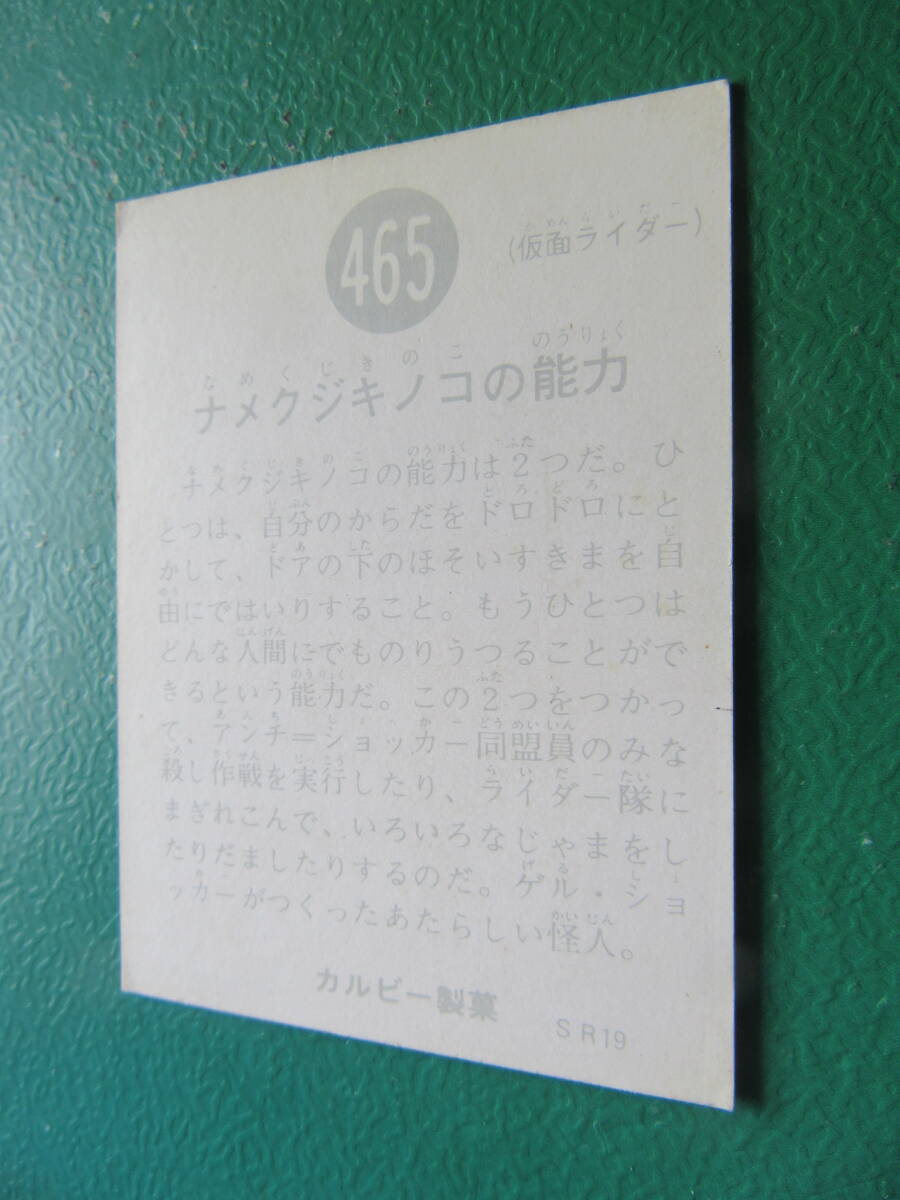 465
(仮面ライダー)
ナメクジキノコの能力
ナメクジキノコの能力は2つだ。ひ
とつは、自分のからだをドロドロにと
かして、ドアの下のほそいすきまを自
由にではいりすること。もうひとつは
どんな人間にでものりうつることがで
きるという能力だ。この2つをつかっ
て、アンチ=ショッカー同盟員のみな
殺し作戦を実行したり、ライダー隊に
まぎれこんで、いろいろなじゃまをし
たりだましたりするのだ。ゲル・ショ
ッカーがつくったあたらしい怪人。
カルビー製菓
SR19